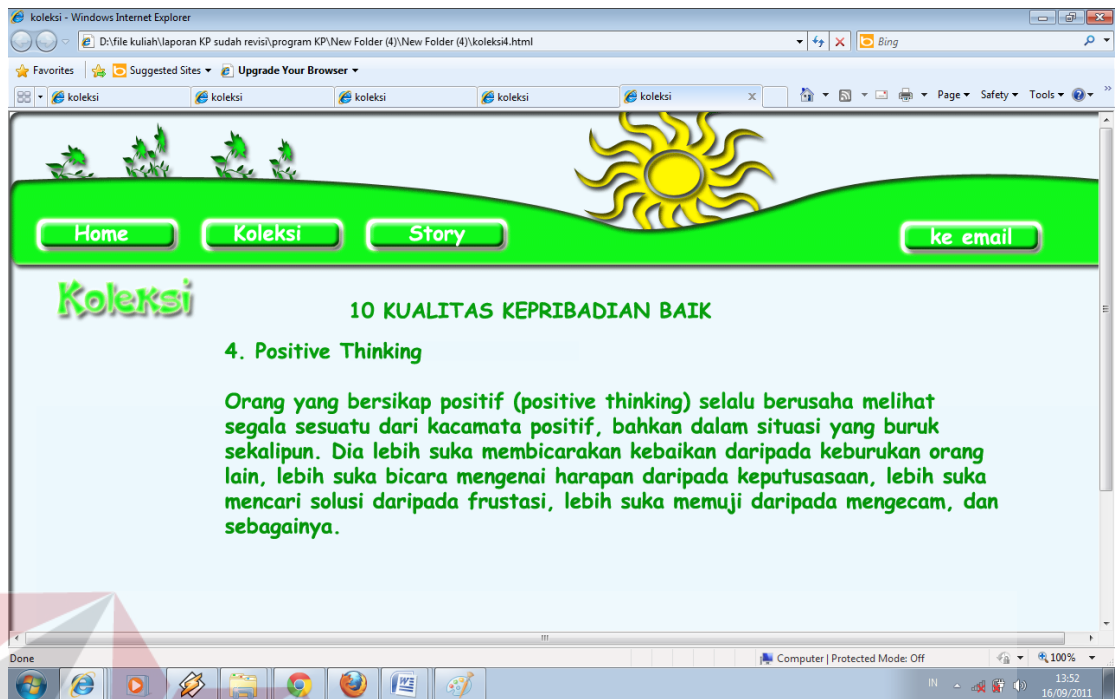 koleksi - Windows Internet Explorer
D:\file kuliah\laporan KP sudah revisi\program KP\New Folder (4)\New Folder (4)\koleksi4.html
Bing
Favorites Suggested Sites Upgrade Your Browser
koleksi koleksi koleksi koleksi koleksi x Page Safety Tools
Home Koleksi Story ke email
Koleksi
10 KUALITAS KEPRIBADIAN BAIK
4. Positive Thinking
Orang yang bersikap positif (positive thinking) selalu berusaha melihat
segala sesuatu dari kacamata positif, bahkan dalam situasi yang buruk
sekalipun. Dia lebih suka membicarakan kebaikan daripada keburukan orang
lain, lebih suka bicara mengenai harapan daripada keputusasaan, lebih suka
mencari solusi daripada frustasi, lebih suka memuji daripada mengecam, dan
sebagainya.
Done Computer | Protected Mode: Off 100%
IN 13:52
16/09/2011